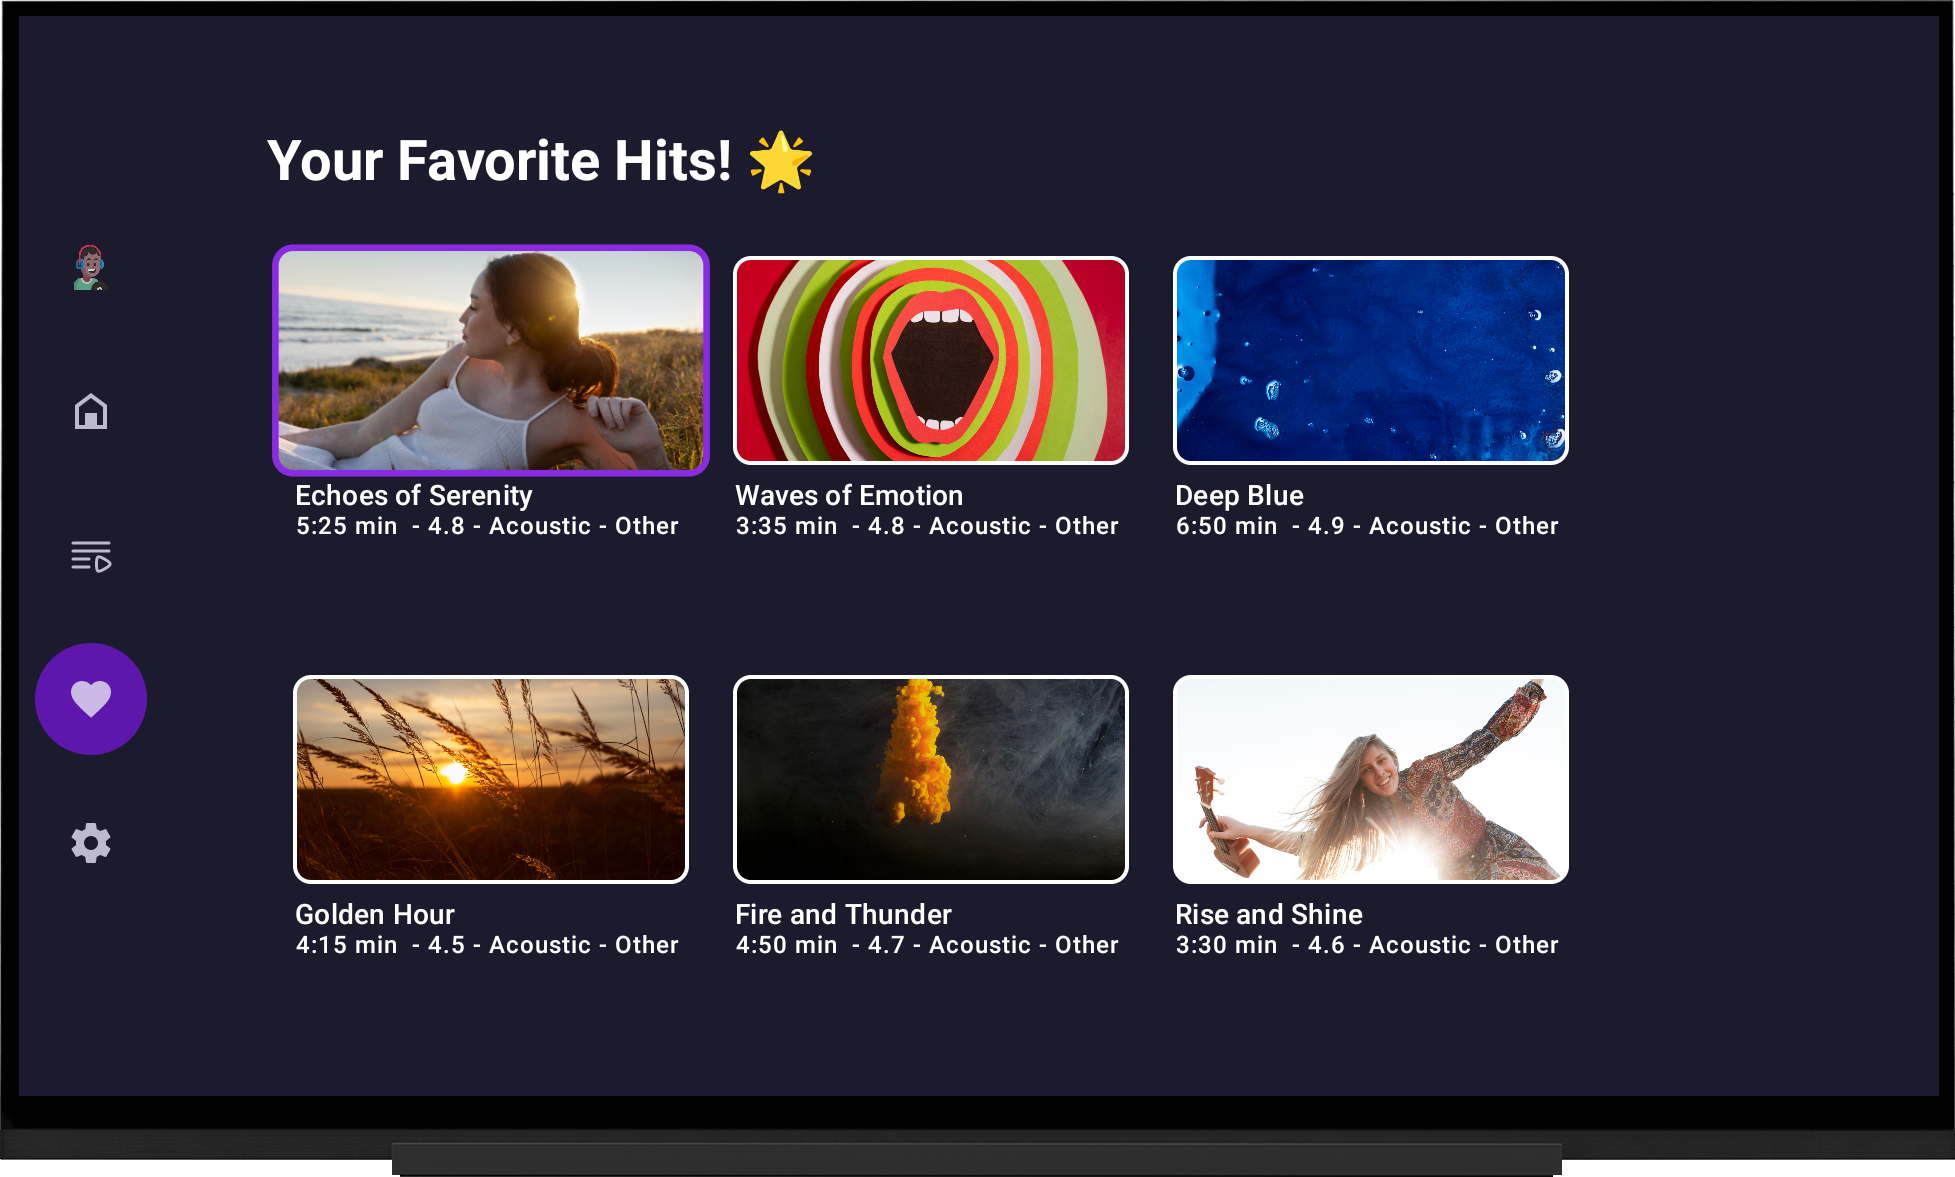 Your Favorite Hits! 🌟
Echoes of Serenity
5:25 min - 4.8 - Acoustic - Other
Waves of Emotion
3:35 min - 4.8 - Acoustic - Other
Deep Blue
6:50 min - 4.9 - Acoustic - Other
Golden Hour
4:15 min - 4.5 - Acoustic - Other
Fire and Thunder
4:50 min - 4.7 - Acoustic - Other
Rise and Shine
3:30 min - 4.6 - Acoustic - Other